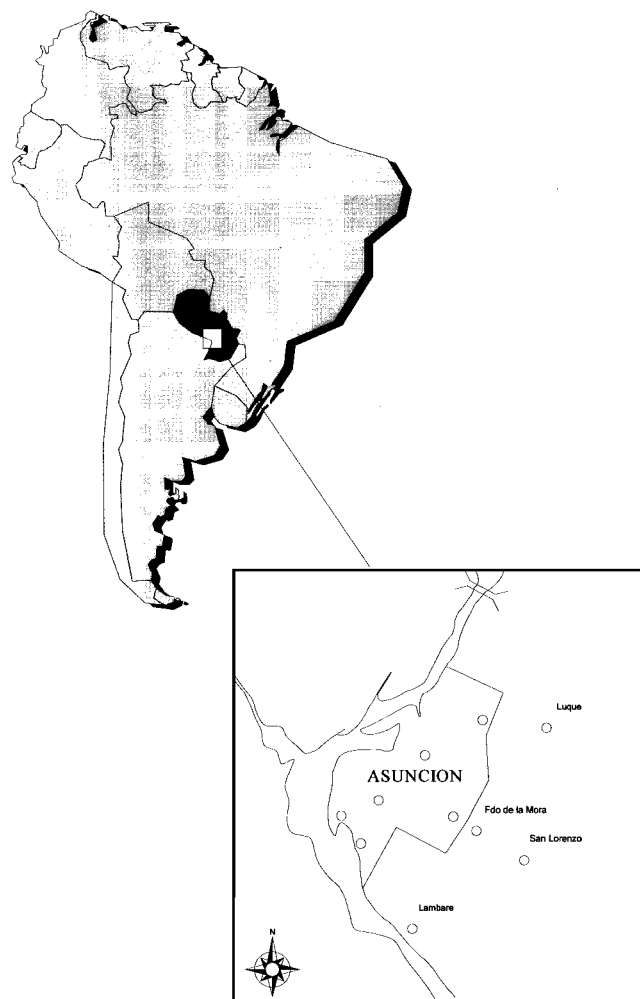 Luque
ASUNCION
Fdo de la Mora
San Lorenzo
Lambare
N